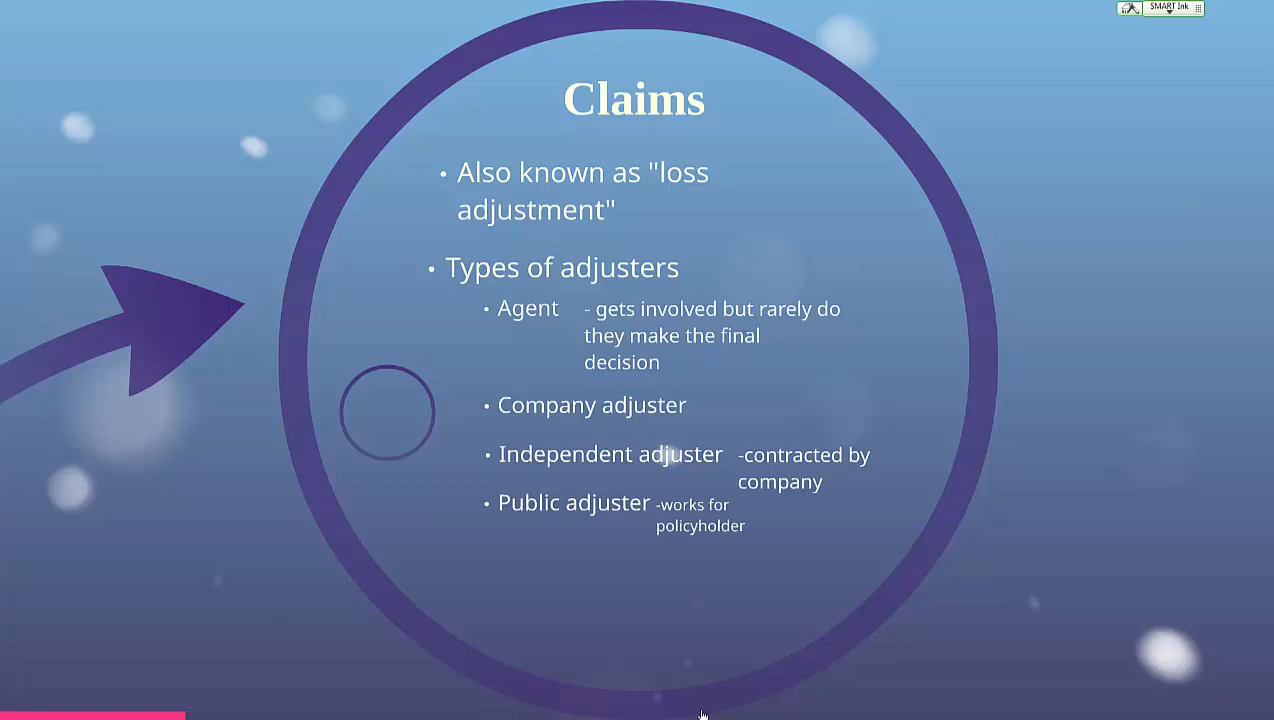 SMART Ink
Claims
• Also known as "loss
adjustment"
• Types of adjusters
• Agent - gets involved but rarely do
they make the final
decision
• Company adjuster
• Independent adjuster -contracted by
company
• Public adjuster -works for
policyholder